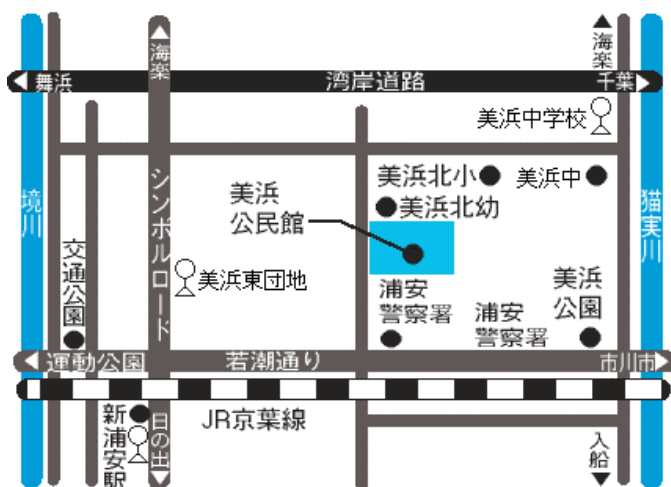 海楽
海楽
舞浜
湾岸道路
千葉
美浜中学校
境川
シンボルロード
美浜
公民館
美浜北小
美浜中
美浜北幼
猫実川
交通公園
美浜東団地
浦安
警察署
浦安
警察署
美浜
公園
運動公園
若潮通り
市川市
新浦安駅
日の出
JR京葉線
入船